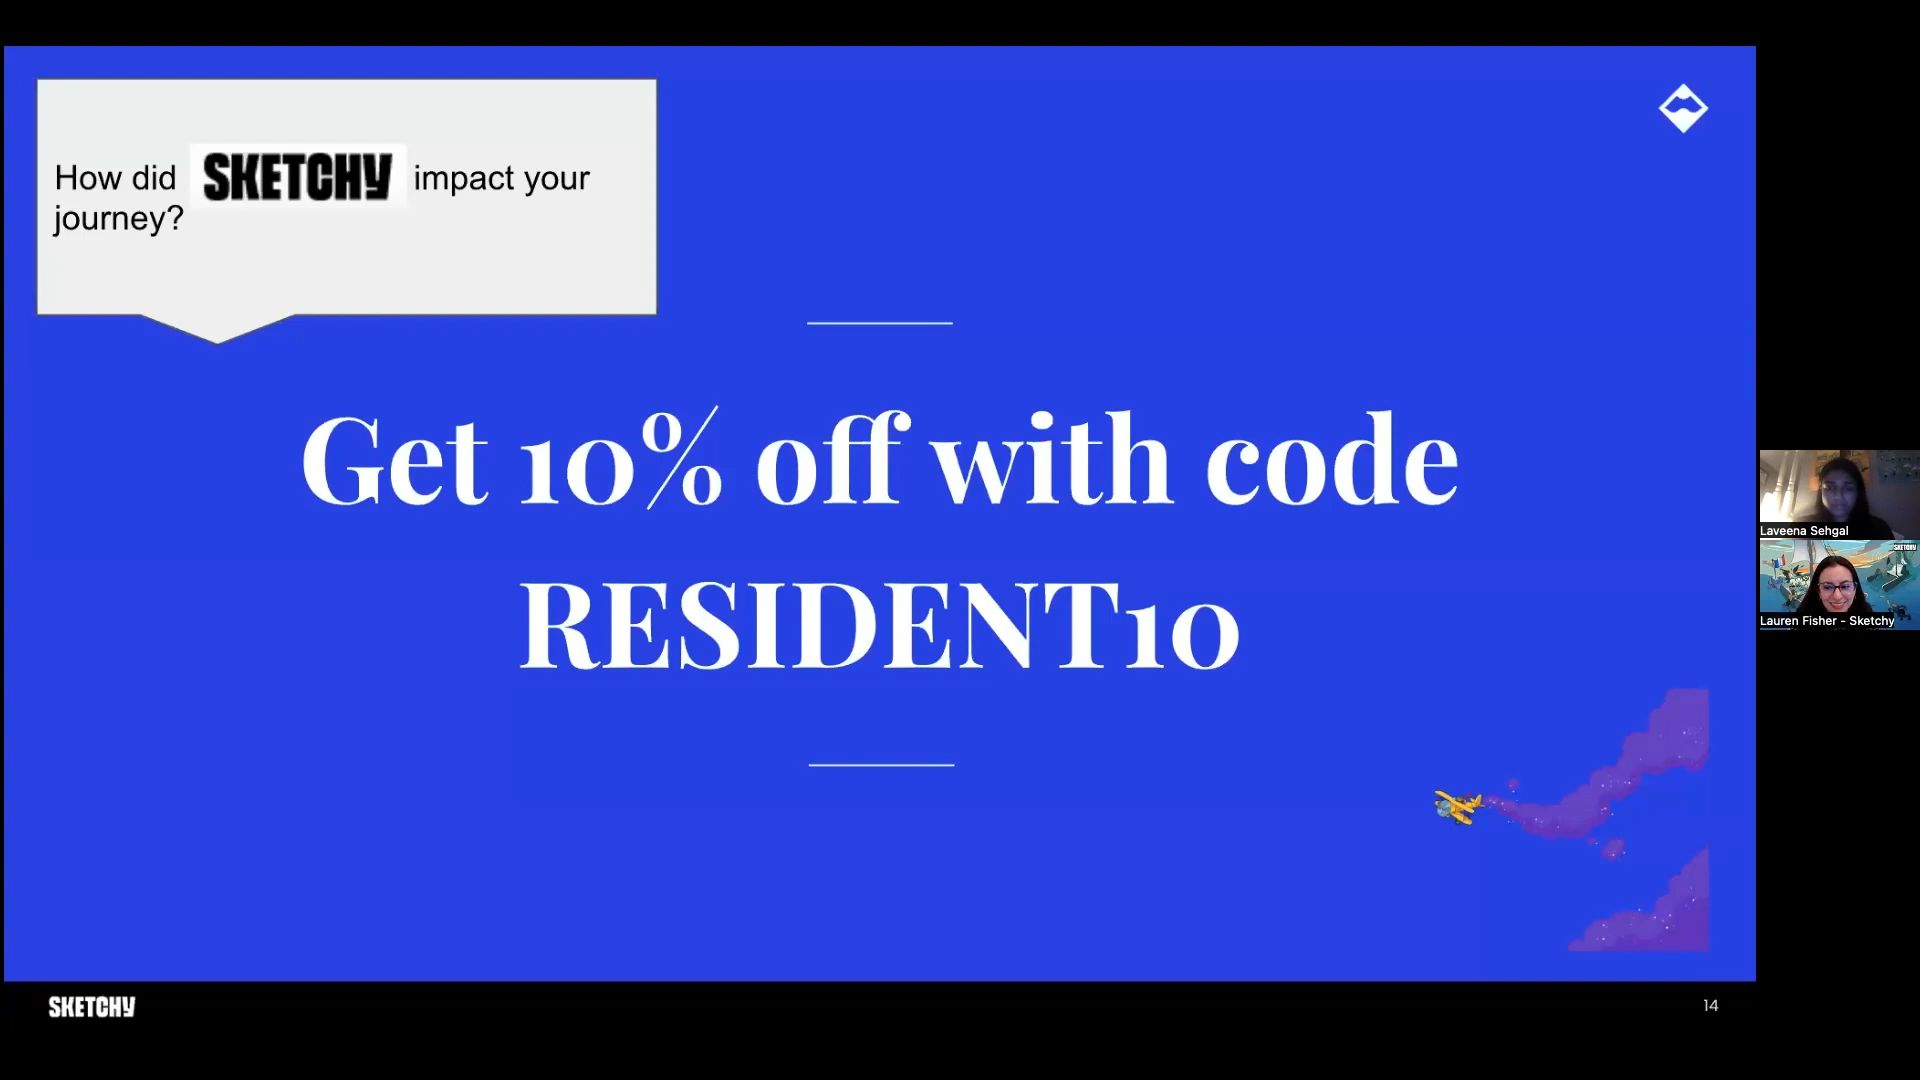 How did SKETCHY impact your
journey?
Get 10% off with code
RESIDENT10
Laveena Sehgal
SKETCHY
Lauren Fisher - Sketchy
SKETCHY
14